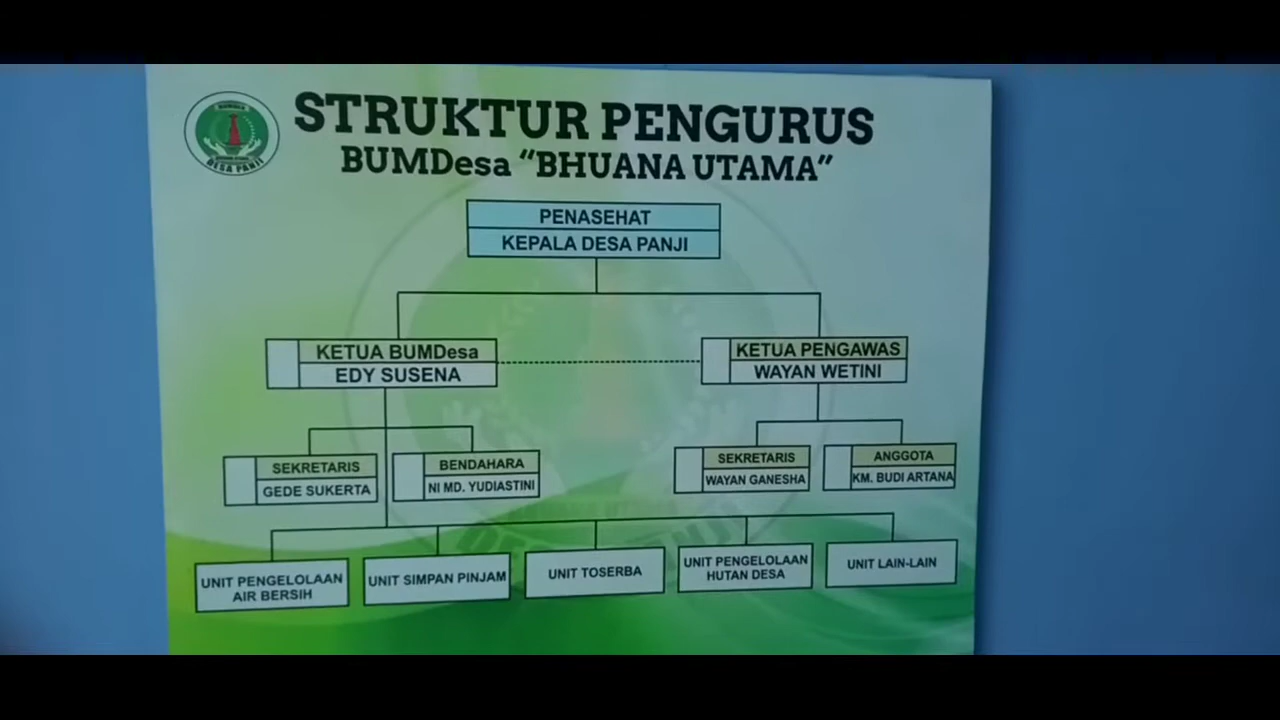 STRUKTUR PENGURUS
BUMDesa “BHUANA UTAMA”
DESA PANJI
PENASEHAT
KEPALA DESA PANJI
KETUA BUMDesa
EDY SUSENA
KETUA PENGAWAS
WAYAN WETINI
SEKRETARIS
GEDE SUKERTA
BENDAHARA
NI MD. YUDIASTINI
SEKRETARIS
WAYAN GANESHA
ANGGOTA
KM. BUDI ARTANA
UNIT PENGELOLAAN
AIR BERSIH
UNIT SIMPAN PINJAM
UNIT TOSERBA
UNIT PENGELOLAAN
HUTAN DESA
UNIT LAIN-LAIN